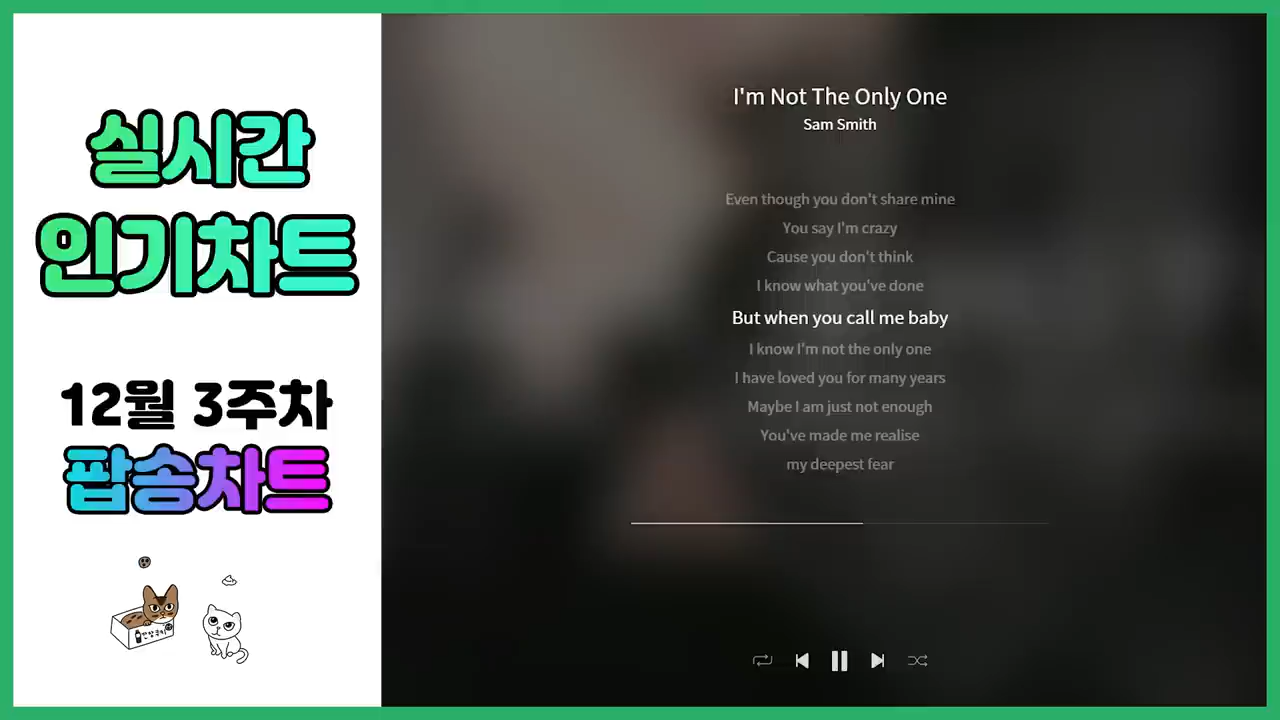 실시간
인기차트
12월 3주차
팝송차트
I'm Not The Only One
Sam Smith
Even though you don't share mine
You say I'm crazy
Cause you don't think
I know what you've done
But when you call me baby
I know I'm not the only one
I have loved you for many years
Maybe I am just not enough
You've made me realise
my deepest fear